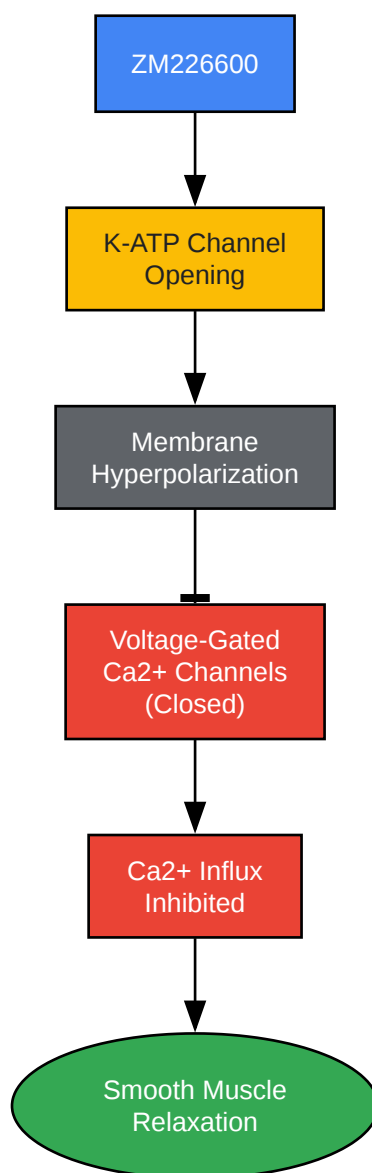 ZM226600
K-ATP Channel
Opening
Membrane
Hyperpolarization
Voltage-Gated
Ca2+ Channels
(Closed)
Ca2+ Influx
Inhibited
Smooth Muscle
Relaxation